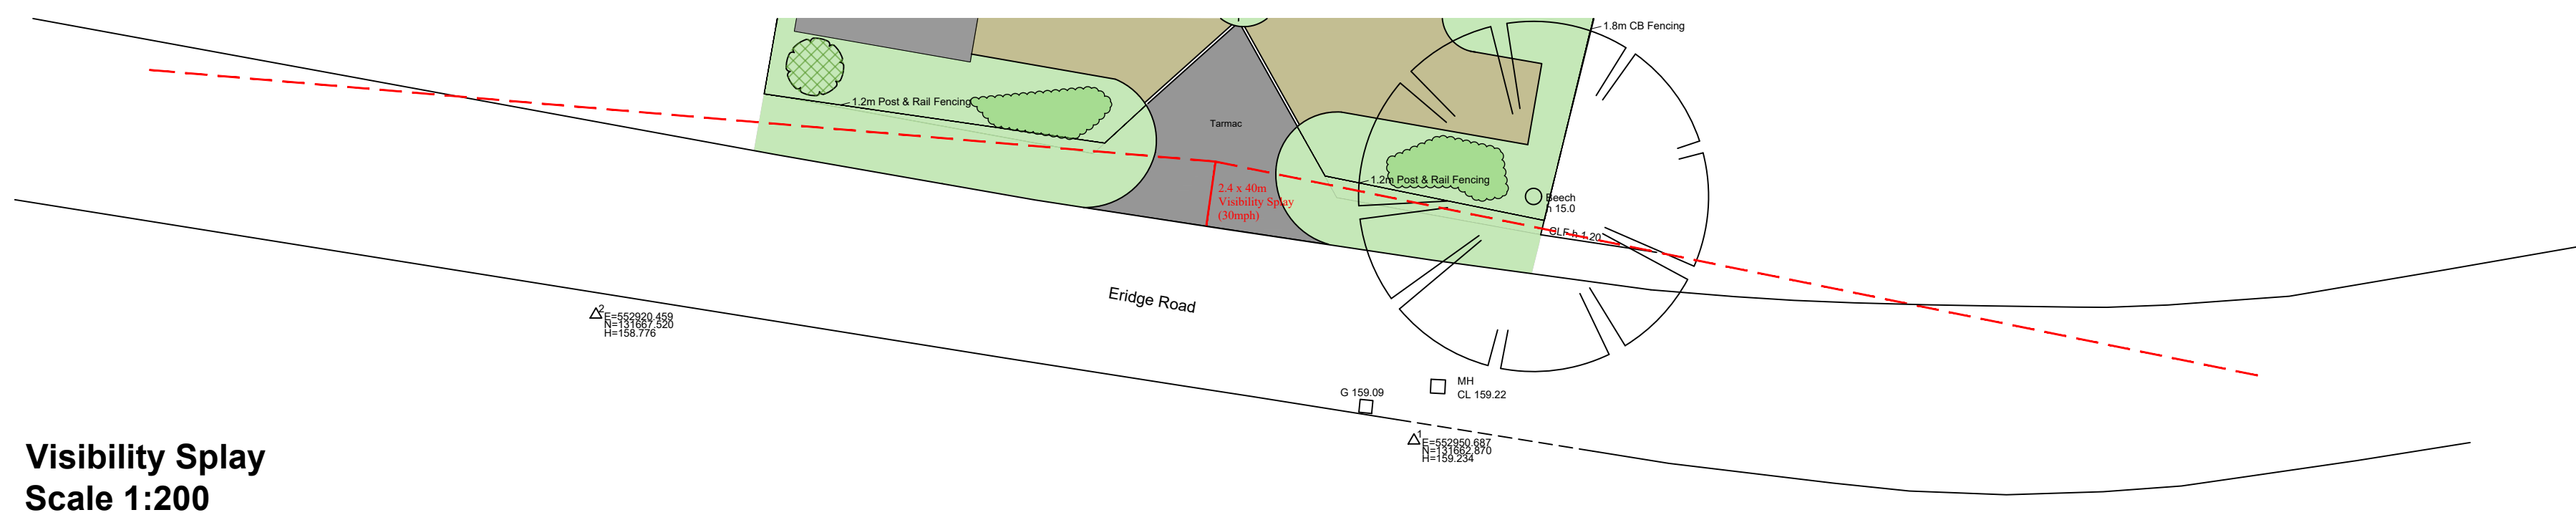 1.8m CB Fencing
1.2m Post & Rail Fencing
Tarmac
1.2m Post & Rail Fencing
2.4 x 40m
Visibility Splay
(30mph)
Beech
h 15.0
CLF h 1.20
Eridge Road
2
E=552920.459
N=131667.520
H=158.776
MH
CL 159.22
G 159.09
1
E=552950.687
N=131662.870
H=159.234
Visibility Splay
Scale 1:200